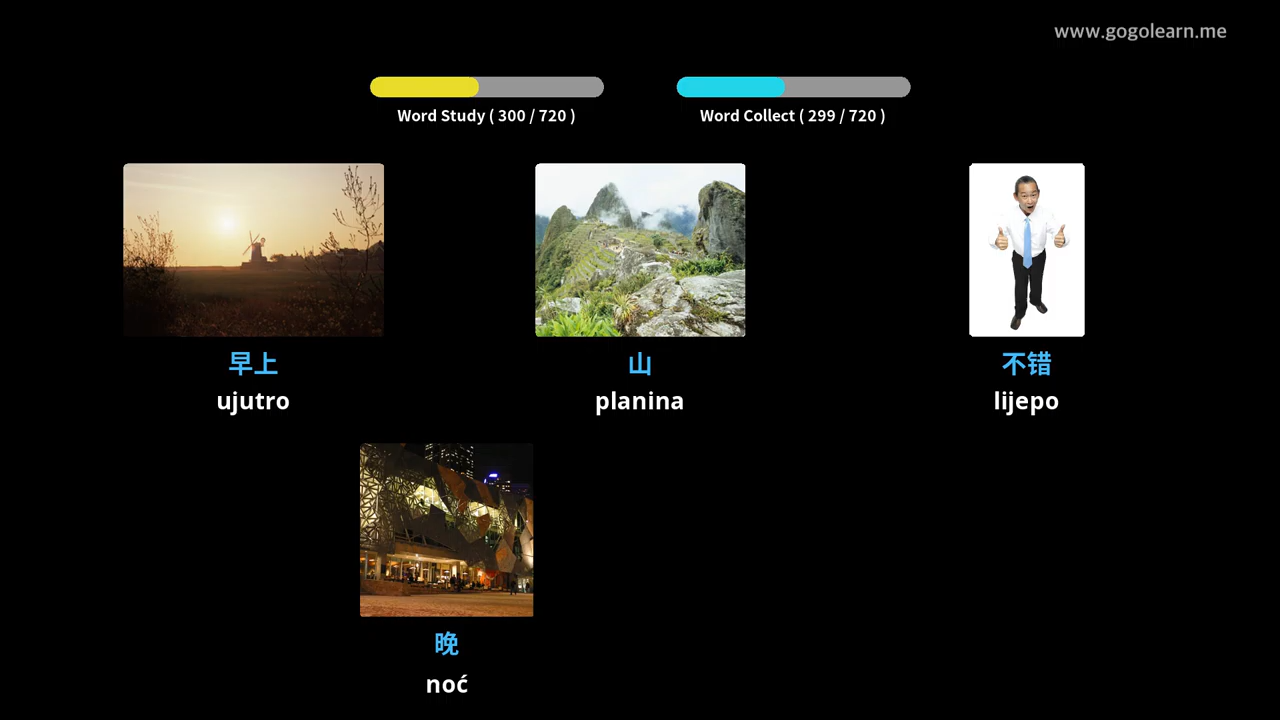 www.gogolearn.me
Word Study ( 300 / 720 )
Word Collect ( 299 / 720 )
早上
ujutro
山
planina
不错
lijepo
晚
noć